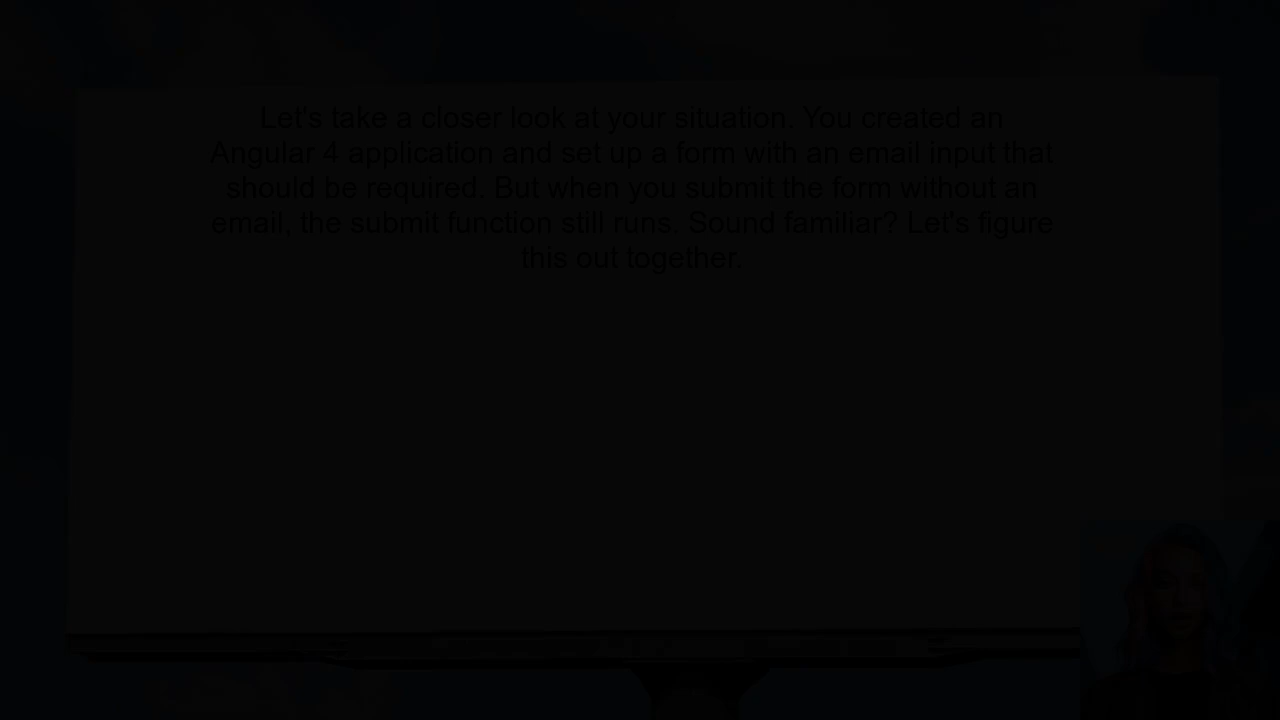 Let's take a closer look at your situation. You created an
Angular 4 application and set up a form with an email input that
should be required. But when you submit the form without an
email, the submit function still runs. Sound familiar? Let's figure
this out together.